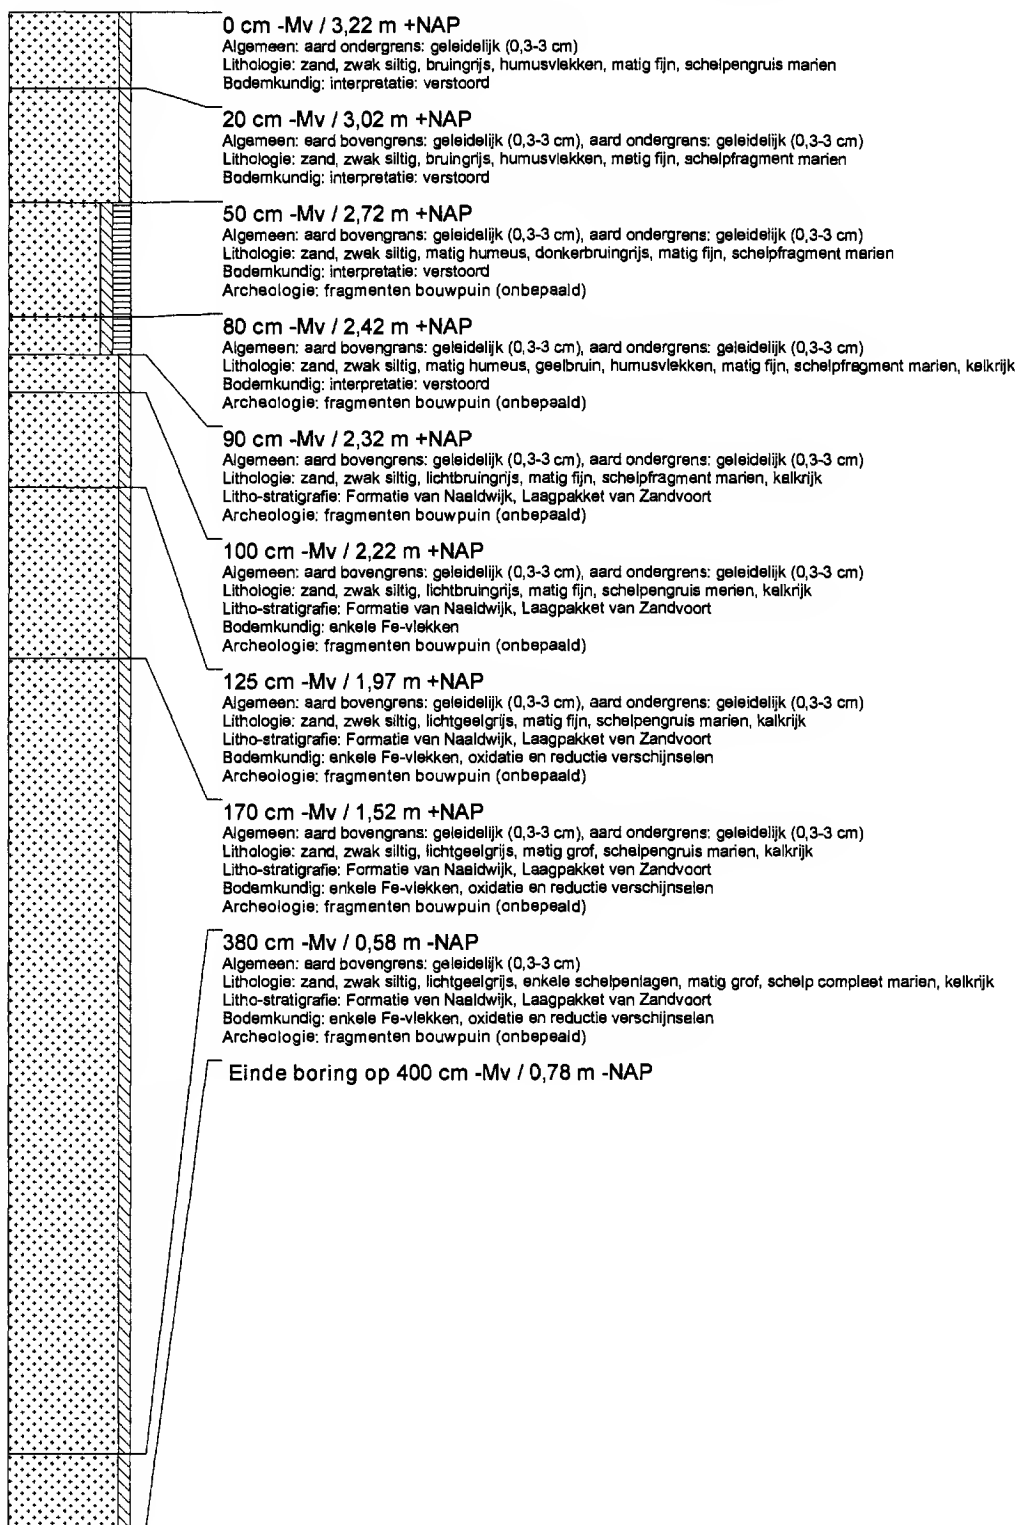 0 cm -Mv / 3,22 m +NAP
Algemeen: aard ondergrens: geleidelijk (0,3-3 cm)
Lithologie: zand, zwak siltig, bruingrijs, humusvlekken, matig fijn, schelpengruis marien
Bodemkundig: interpretatie: verstoord
20 cm -Mv / 3,02 m +NAP
Algemeen: aard bovengrens: geleidelijk (0,3-3 cm), aard ondergrens: geleidelijk (0,3-3 cm)
Lithologie: zand, zwak siltig, bruingrijs, humusvlekken, matig fijn, schelpfragment marien
Bodemkundig: interpretatie: verstoord
50 cm -Mv / 2,72 m +NAP
Algemeen: aard bovengrens: geleidelijk (0,3-3 cm), aard ondergrens: geleidelijk (0,3-3 cm)
Lithologie: zand, zwak siltig, matig humeus, donkerbruingrijs, matig fijn, schelpfragment marien
Bodemkundig: interpretatie: verstoord
Archeologie: fragmenten bouwpuin (onbepaald)
80 cm -Mv / 2,42 m +NAP
Algemeen: aard bovengrens: geleidelijk (0,3-3 cm), aard ondergrens: geleidelijk (0,3-3 cm)
Lithologie: zand, zwak siltig, matig humeus, geelbruin, humusvlekken, matig fijn, schelpfragment marien, kalkrijk
Bodemkundig: interpretatie: verstoord
Archeologie: fragmenten bouwpuin (onbepaald)
90 cm -Mv / 2,32 m +NAP
Algemeen: aard bovengrens: geleidelijk (0,3-3 cm), aard ondergrens: geleidelijk (0,3-3 cm)
Lithologie: zand, zwak siltig, lichtbruingrijs, matig fijn, schelpfragment marien, kalkrijk
Litho-stratigrafie: Formatie van Naaldwijk, Laagpakket van Zandvoort
Archeologie: fragmenten bouwpuin (onbepaald)
100 cm -Mv / 2,22 m +NAP
Algemeen: aard bovengrens: geleidelijk (0,3-3 cm), aard ondergrens: geleidelijk (0,3-3 cm)
Lithologie: zand, zwak siltig, lichtbruingrijs, matig fijn, schelpengruis marien, kalkrijk
Litho-stratigrafie: Formatie van Naaldwijk, Laagpakket van Zandvoort
Bodemkundig: enkele Fe-vlekken
Archeologie: fragmenten bouwpuin (onbepaald)
125 cm -Mv / 1,97 m +NAP
Algemeen: aard bovengrens: geleidelijk (0,3-3 cm), aard ondergrens: geleidelijk (0,3-3 cm)
Lithologie: zand, zwak siltig, lichtgeelgrijs, matig fijn, schelpengruis marien, kalkrijk
Litho-stratigrafie: Formatie van Naaldwijk, Laagpakket van Zandvoort
Bodemkundig: enkele Fe-vlekken, oxidatie en reductie verschijnselen
Archeologie: fragmenten bouwpuin (onbepaald)
170 cm -Mv / 1,52 m +NAP
Algemeen: aard bovengrens: geleidelijk (0,3-3 cm), aard ondergrens: geleidelijk (0,3-3 cm)
Lithologie: zand, zwak siltig, lichtgeelgrijs, matig grof, schelpengruis marien, kalkrijk
Litho-stratigrafie: Formatie van Naaldwijk, Laagpakket van Zandvoort
Bodemkundig: enkele Fe-vlekken, oxidatie en reductie verschijnselen
Archeologie: fragmenten bouwpuin (onbepaald)
380 cm -Mv / 0,58 m -NAP
Algemeen: aard bovengrens: geleidelijk (0,3-3 cm)
Lithologie: zand, zwak siltig, lichtgeelgrijs, enkele schelpenlagen, matig grof, schelp compleet marien, kalkrijk
Litho-stratigrafie: Formatie van Naaldwijk, Laagpakket van Zandvoort
Bodemkundig: enkele Fe-vlekken, oxidatie en reductie verschijnselen
Archeologie: fragmenten bouwpuin (onbepaald)
Einde boring op 400 cm -Mv / 0,78 m -NAP